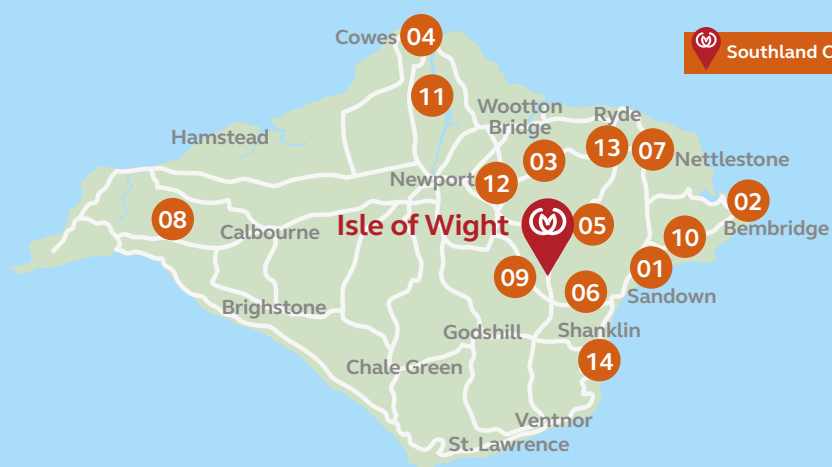 Cowes
04
Southland C
11
Wootton
Bridge
Ryde
Hamstead
03
13
07
Nettlestone
Newport
12
02
08
Calbourne
Isle of Wight
05
Bembridge
10
09
01
06
Sandown
Brighstone
Godshill
Shanklin
Chale Green
14
Ventnor
St. Lawrence